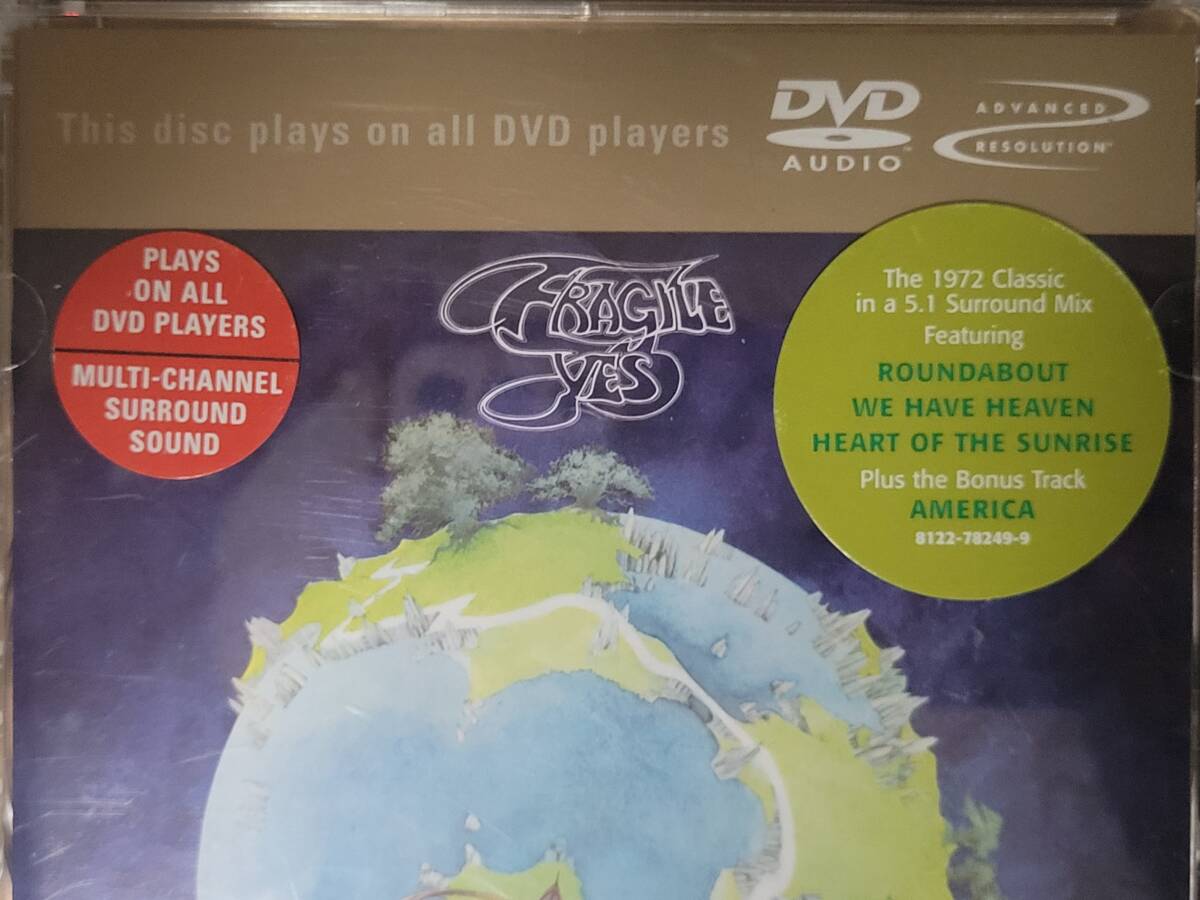 This disc plays on all DVD players
DVD
AUDIO
ADVANCED
RESOLUTION
PLAYS
ON ALL
DVD PLAYERS
MULTI-CHANNEL
SURROUND
SOUND
FRAGILE
YES
The 1972 Classic
in a 5.1 Surround Mix
Featuring
ROUNDABOUT
WE HAVE HEAVEN
HEART OF THE SUNRISE
Plus the Bonus Track
AMERICA
8122-78249-9